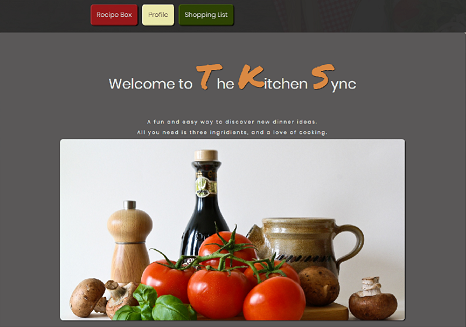 Recipe Box
Profile
Shopping List
Welcome to The Kitchen Sync
A fun and easy way to discover new dinner ideas.
All you need is three ingridients, and a love of cooking.